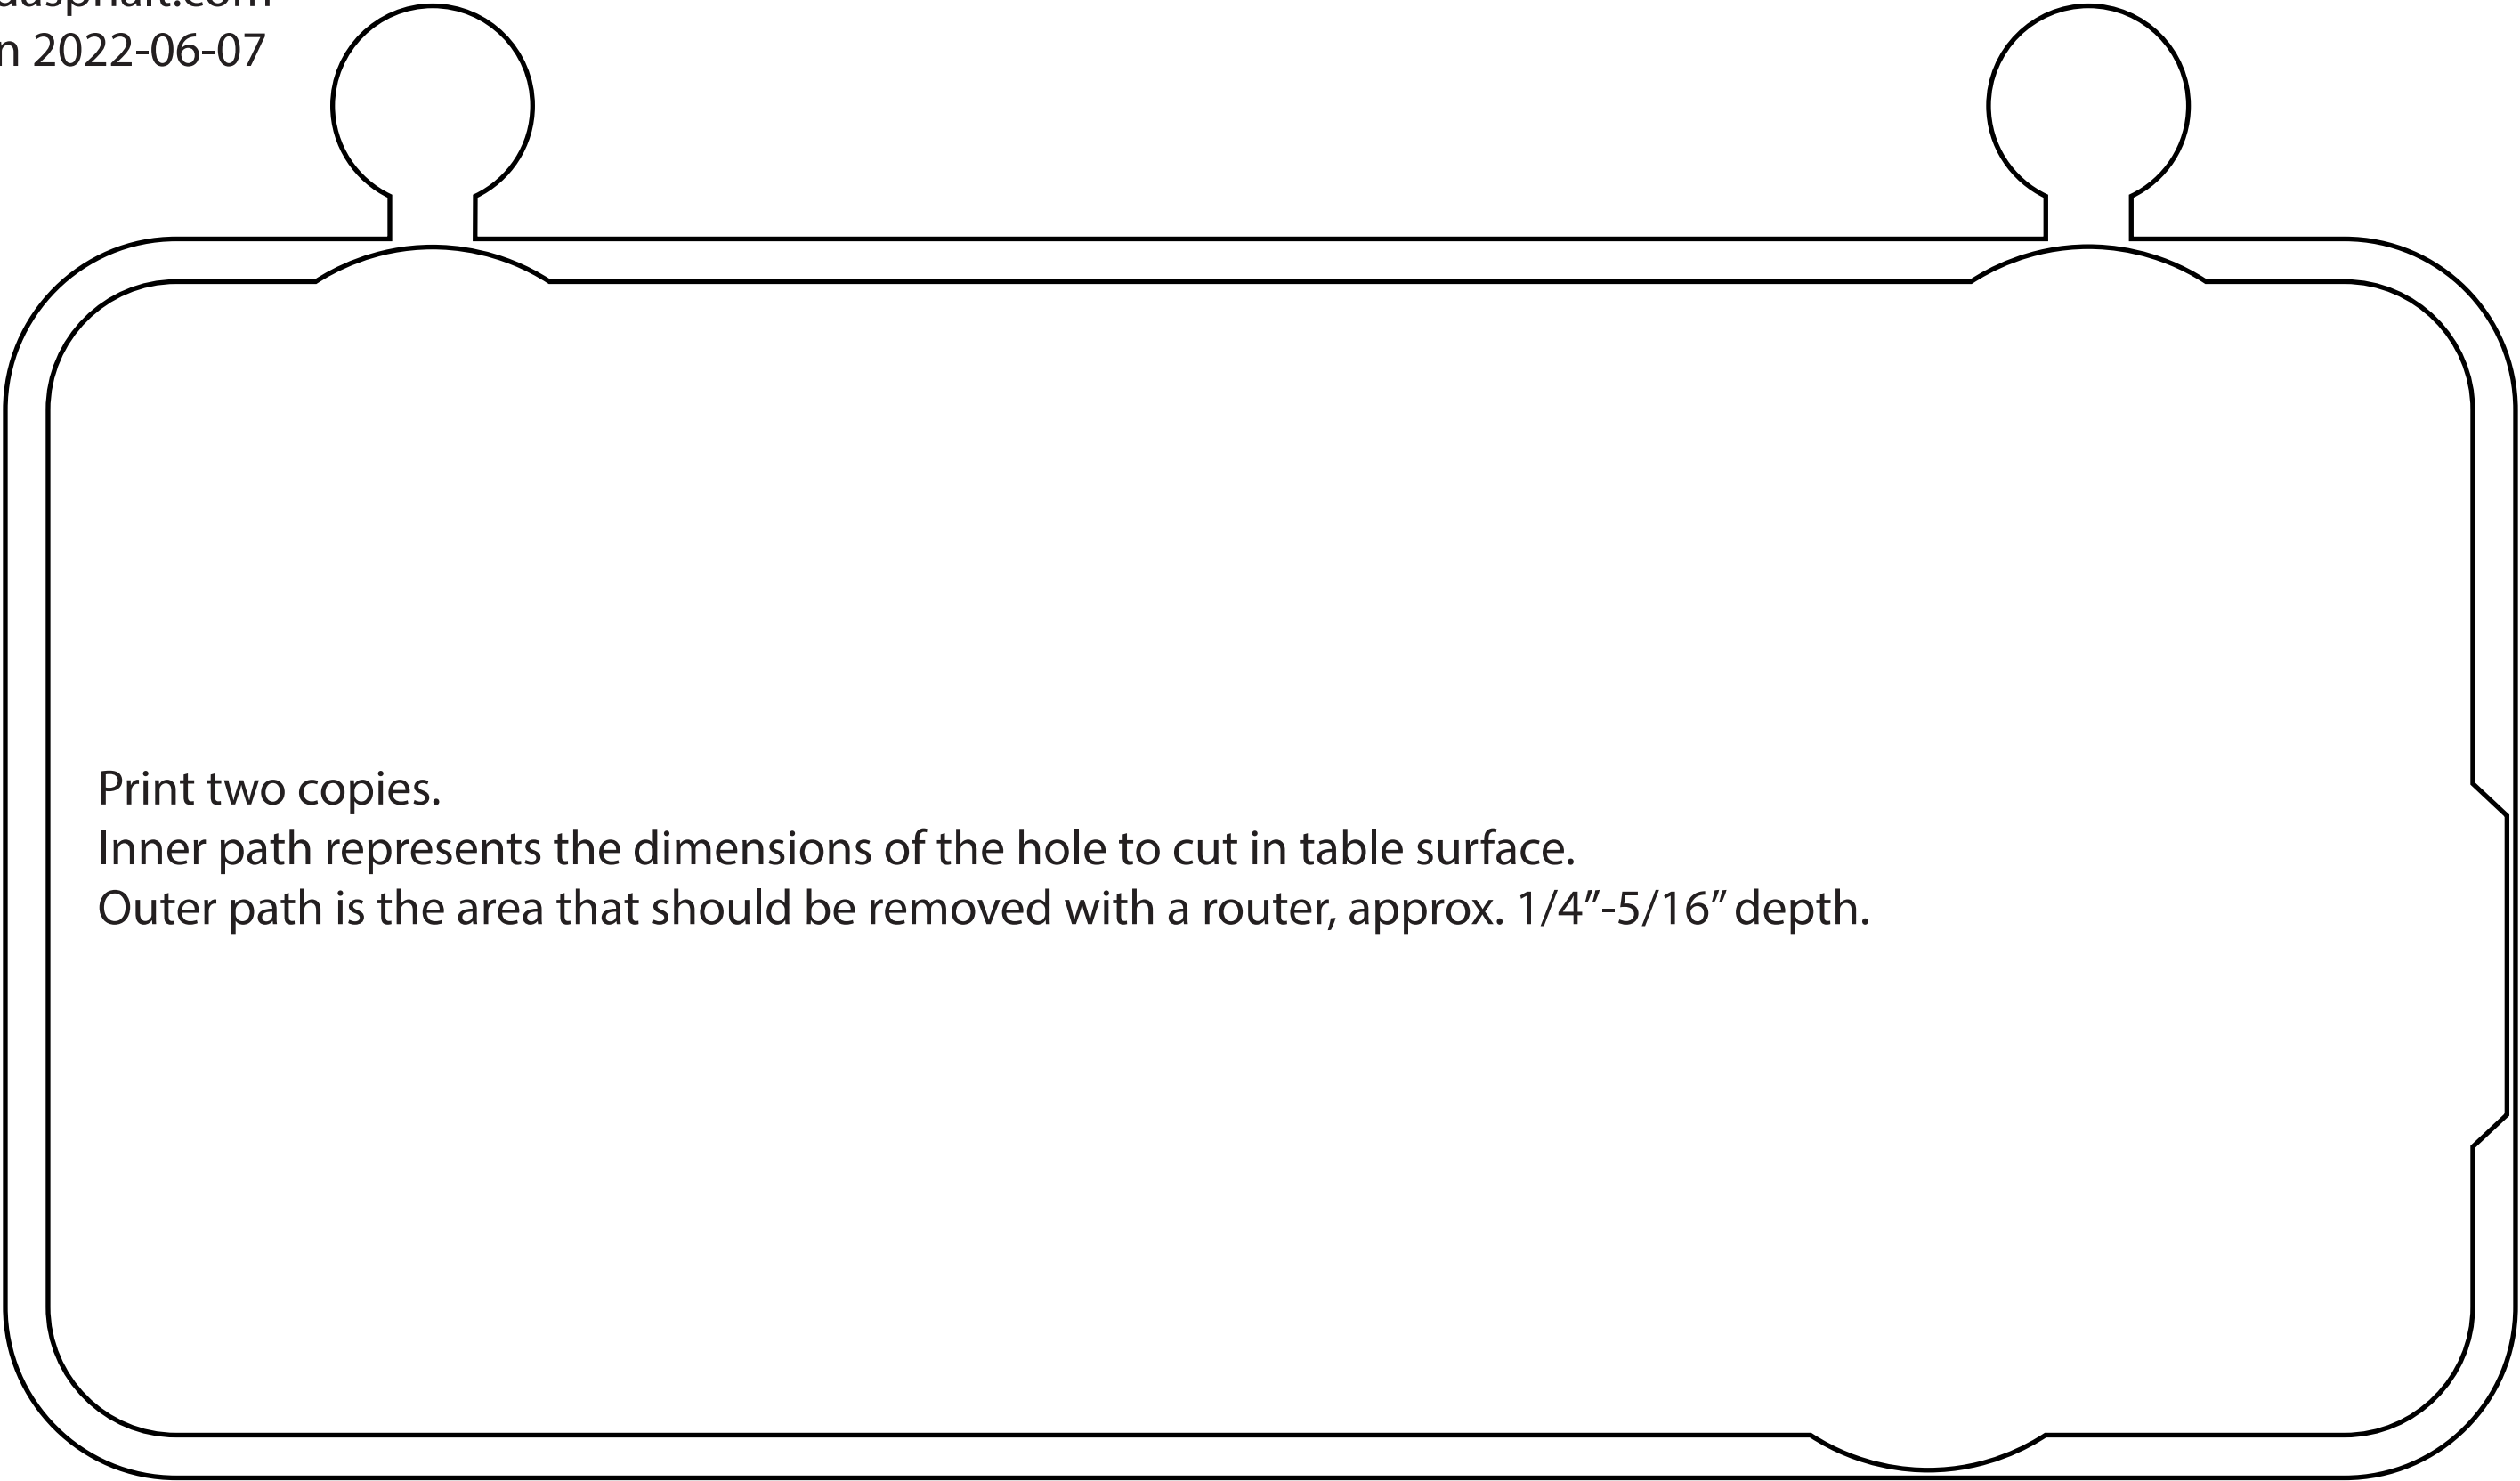 n 2022-06-07
Print two copies.
Inner path represents the dimensions of the hole to cut in table surface.
Outer path is the area that should be removed with a router, approx. 1/4”-5/16” depth.